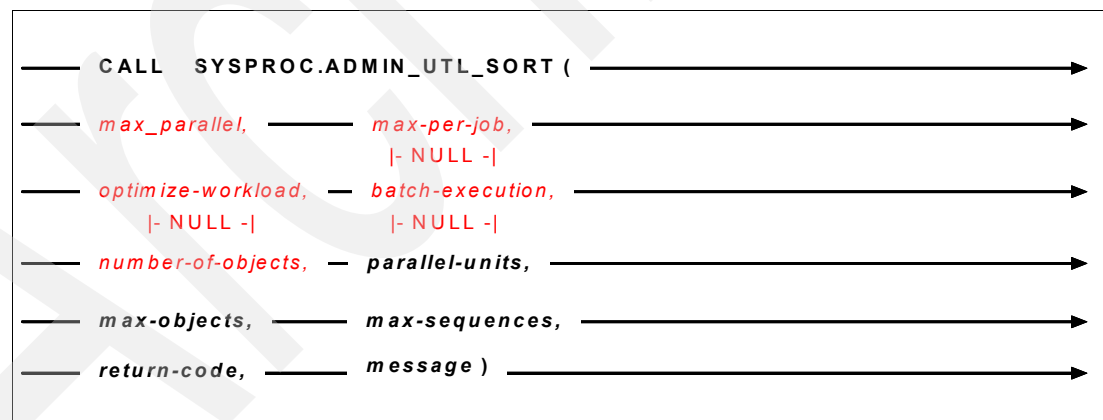 CALL SYSPROC.ADMIN_UTL_SORT (
max_parallel, max-per-job,
|- NULL -|
optimize-workload, batch-execution,
|- NULL -| |- NULL -|
number-of-objects, parallel-units,
max-objects, max-sequences,
return-code, message )